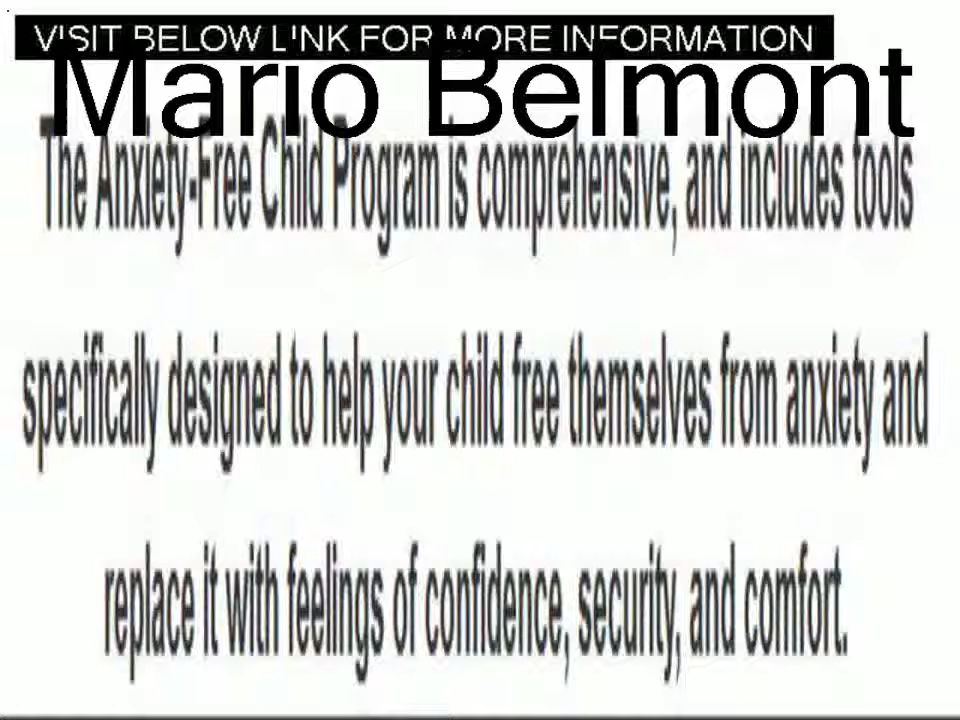 VISIT BELOW LINK FOR MORE INFORMATION
Mario Belmont
The Anxiety-Free Child Program is comprehensive, and includes tools
specifically designed to help your child free themselves from anxiety and
replace it with feelings of confidence, security, and comfort.